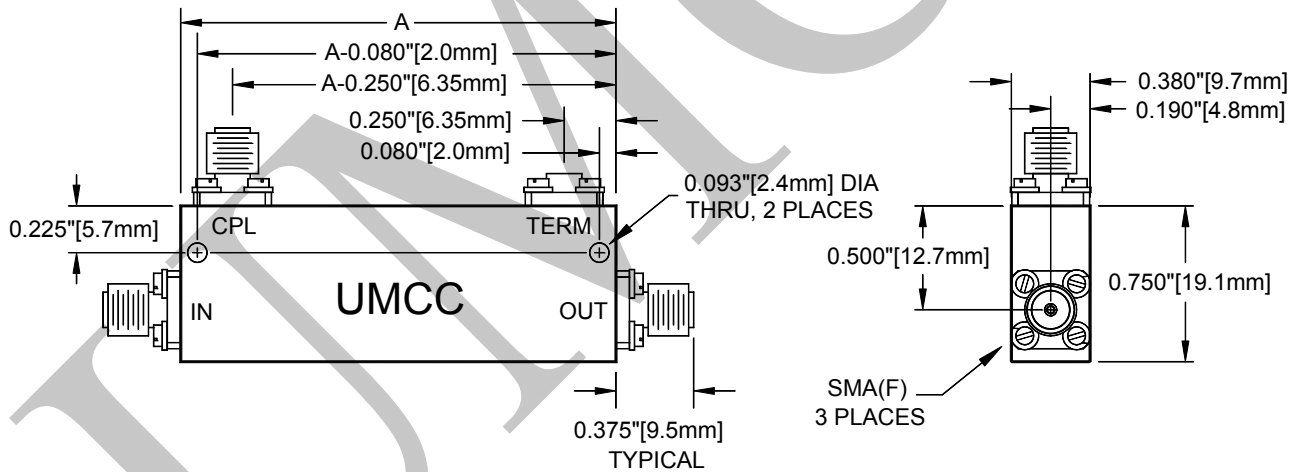 A
A-0.080"[2.0mm]
A-0.250"[6.35mm]
0.250"[6.35mm]
0.080"[2.0mm]
0.093"[2.4mm] DIA
THRU, 2 PLACES
0.225"[5.7mm]
CPL
TERM
IN
UMCC
OUT
0.375"[9.5mm]
TYPICAL
0.380"[9.7mm]
0.190"[4.8mm]
0.500"[12.7mm]
0.750"[19.1mm]
SMA(F)
3 PLACES
UMC